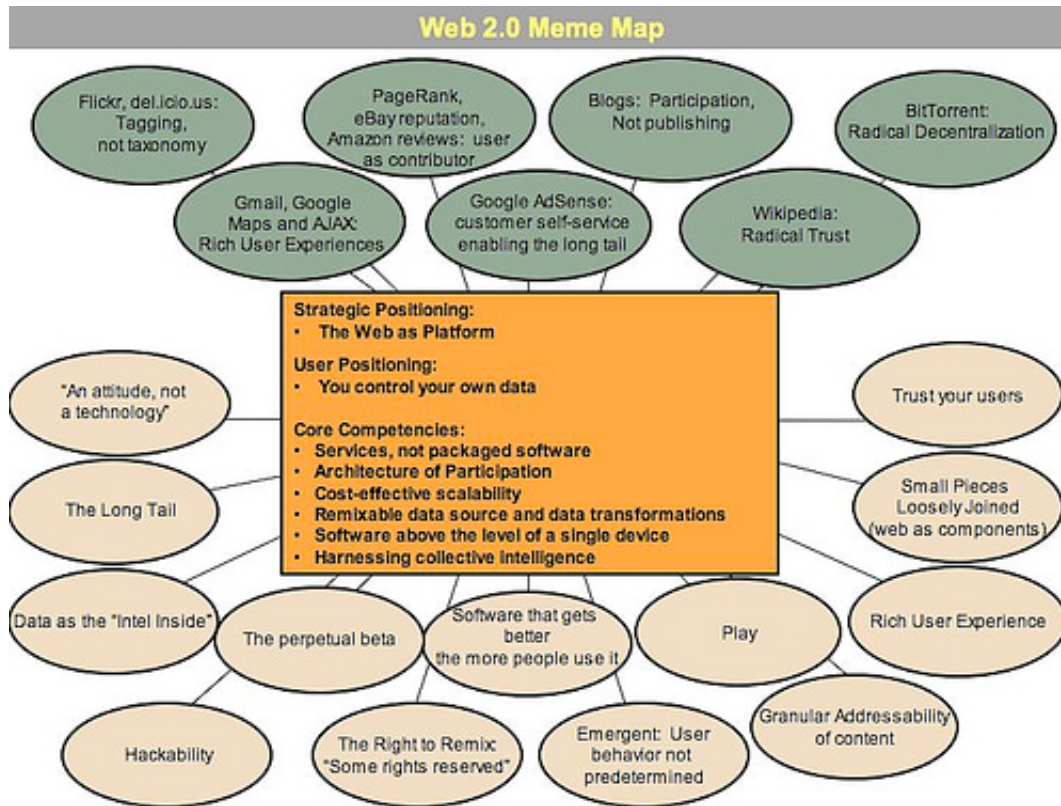 Web 2.0 Meme Map
Flickr, del.icio.us:
Tagging,
not taxonomy
PageRank,
eBay reputation,
Amazon reviews: user
as contributor
Blogs: Participation,
Not publishing
BitTorrent:
Radical Decentralization
Gmail, Google
Maps and AJAX:
Rich User Experiences
Google AdSense:
customer self-service
enabling the long tail
Wikipedia:
Radical Trust
Strategic Positioning:
• The Web as Platform
User Positioning:
• You control your own data
Core Competencies:
• Services, not packaged software
• Architecture of Participation
• Cost-effective scalability
• Remixable data source and data transformations
• Software above the level of a single device
• Harnessing collective intelligence
“An attitude, not
a technology”
Trust your users
The Long Tail
Small Pieces
Loosely Joined
(web as components)
Data as the “Intel Inside”
The perpetual beta
Software that gets
better
the more people use it
Play
Rich User Experience
Hackability
The Right to Remix:
“Some rights reserved”
Emergent: User
behavior not
predetermined
Granular Addressability
of content